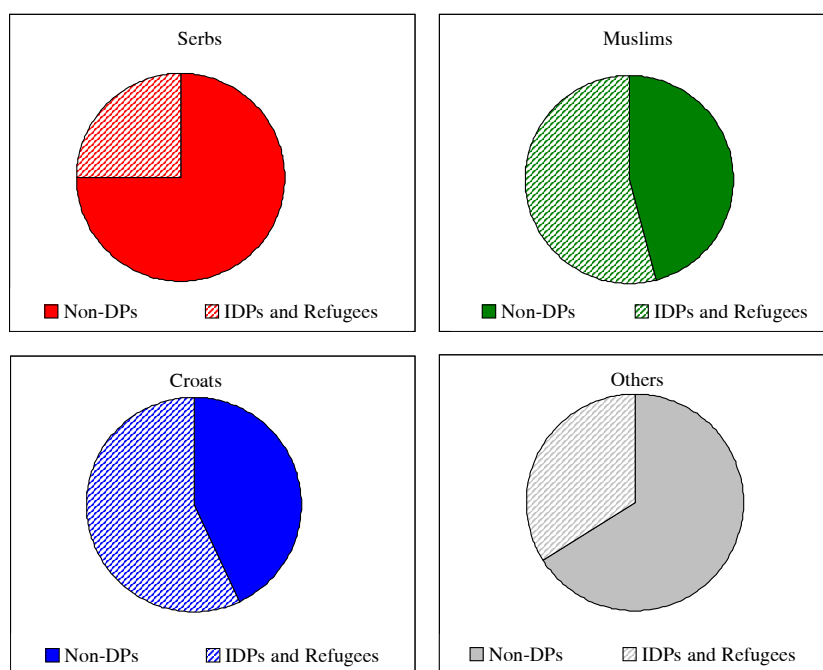 Serbs
Non-DPs IDPs and Refugees
Muslims
Non-DPs IDPs and Refugees
Croats
Non-DPs IDPs and Refugees
Others
Non-DPs IDPs and Refugees